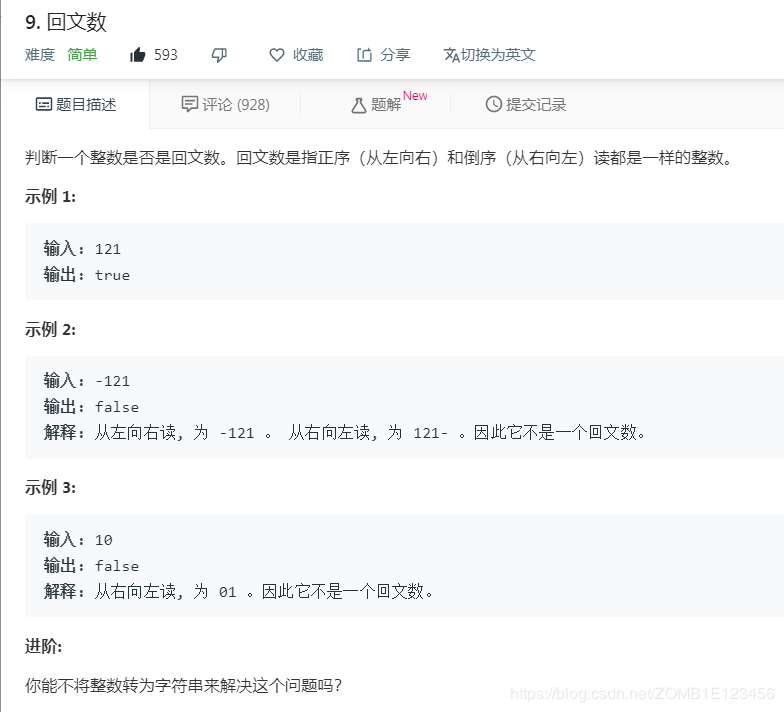 9. 回文数
难度 简单 593 收藏 分享 切换为英文
题目描述 评论 (928) 题解 New 提交记录
判断一个整数是否是回文数。回文数是指正序（从左向右）和倒序（从右向左）读都是一样的整数。
示例 1:
输入: 121
输出: true
示例 2:
输入: -121
输出: false
解释: 从左向右读, 为 -121 。 从右向左读, 为 121- 。因此它不是一个回文数。
示例 3:
输入: 10
输出: false
解释: 从右向左读, 为 01 。因此它不是一个回文数。
进阶:
你能不将整数转为字符串来解决这个问题吗？
https://blog.csdn.net/ZOMB1E123456